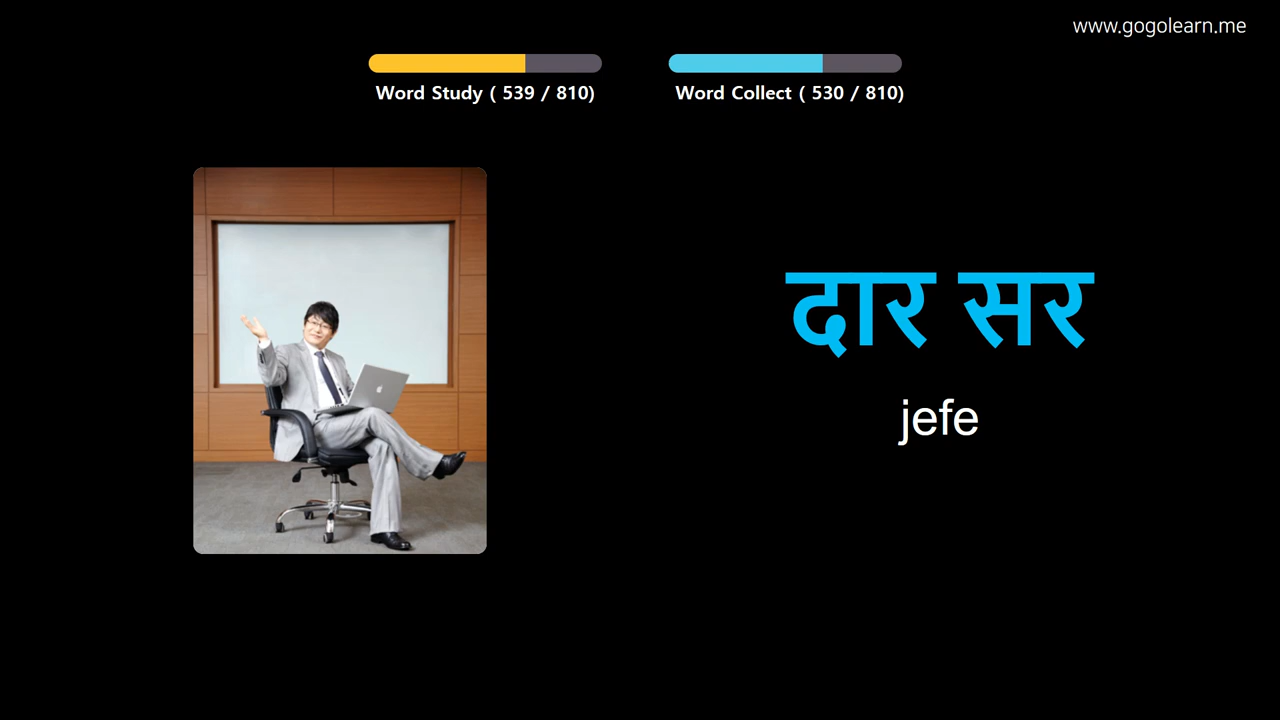 www.gogolearn.me
Word Study ( 539 / 810)
Word Collect ( 530 / 810)
दार सर
jefe